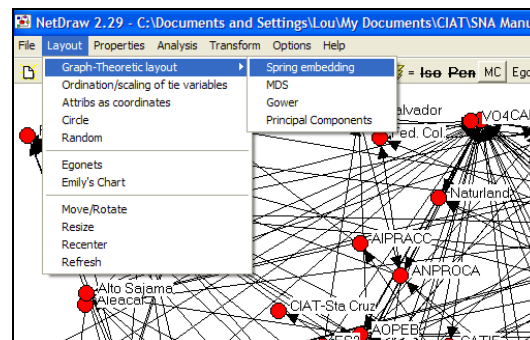 NetDraw 2.29 - C:\Documents and Settings\Lou\My Documents\CIAT\SNA Manu
File Layout Properties Analysis Transform Options Help
= Iso Pen MC Ego
Graph-Theoretic layout
Ordination/scaling of tie variables
Attribs as coordinates
Circle
Random
Egonets
Emily's Chart
Move/Rotate
Resize
Recenter
Refresh
Spring embedding
MDS
Gower
Principal Components
alvador
VO4CAI
Fed. Col.
Naturland
AIPRACC
ANPROCA
Alto Sajama
Aleacaf
CIAT-Sta Cruz
AOPEB